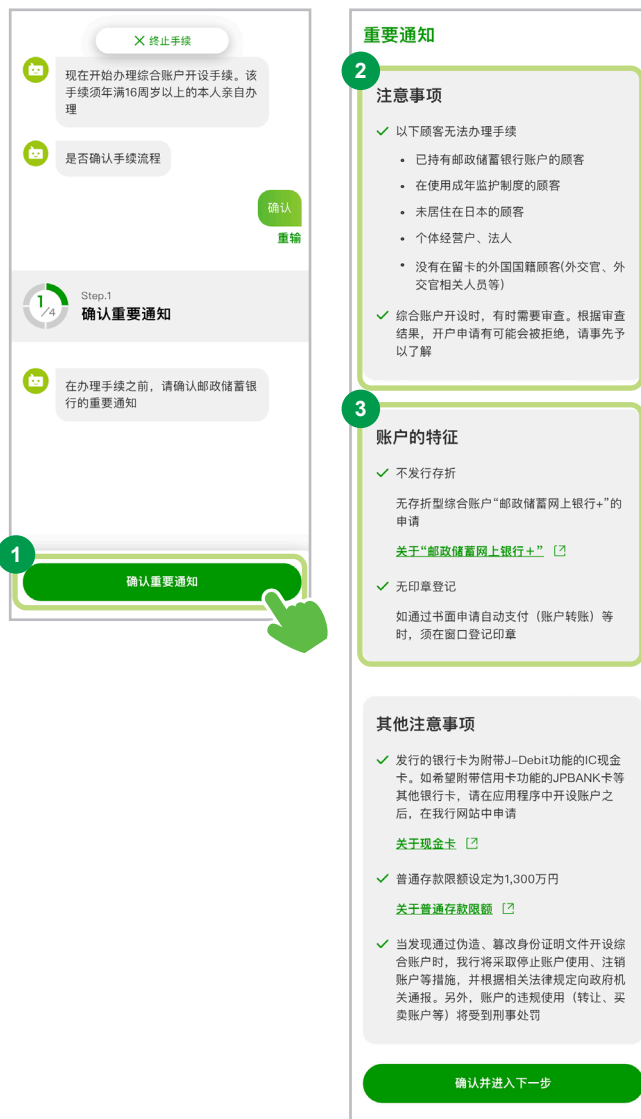 ✕ 终止手续
现在开始办理综合账户开设手续。该
手续须年满16周岁以上的本人亲自办
理
是否确认手续流程
确认
重输
1/4
Step.1
确认重要通知
在办理手续之前，请确认邮政储蓄银
行的重要通知
1
确认重要通知
重要通知
2
注意事项
✓ 以下顾客无法办理手续
• 已持有邮政储蓄银行账户的顾客
• 在使用成年监护制度的顾客
• 未居住在日本的顾客
• 个体经营户、法人
• 没有在留卡的外国国籍顾客(外交官、外
交官相关人员等)
✓ 综合账户开设时，有时需要审查。根据审查
结果，开户申请有可能会被拒绝，请事先予
以了解
3
账户的特征
✓ 不发行存折
无存折型综合账户“邮政储蓄网上银行+”的
申请
关于“邮政储蓄网上银行＋”
✓ 无印章登记
如通过书面申请自动支付（账户转账）等
时，须在窗口登记印章
其他注意事项
✓ 发行的银行卡为附带J–Debit功能的IC现金
卡。如希望附带信用卡功能的JPBANK卡等
其他银行卡，请在应用程序中开设账户之
后，在我行网站中申请
关于现金卡
✓ 普通存款限额设定为1,300万円
关于普通存款限额
✓ 当发现通过伪造、篡改身份证明文件开设综
合账户时，我行将采取停止账户使用、注销
账户等措施，并根据相关法律规定向政府机
关通报。另外，账户的违规使用（转让、买
卖账户等）将受到刑事处罚
确认并进入下一步